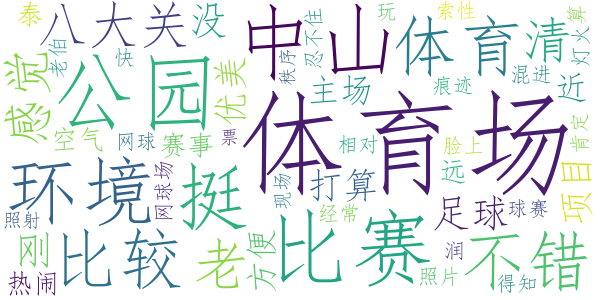 泰
八大关
没
中山
体育
清
索性
玩
灯火
算
感觉
老伯
快
公园
优美
秩序
忍不住
主场
痕迹
混进
近
空气
网球
赛事
票
体育场
相对
脸上
肯定
环境
挺
网球场
现场
打算
远
项目
照射
刚
比较
老
方便
比赛
经常
足球
球赛
不错
热闹
照片
润
得知